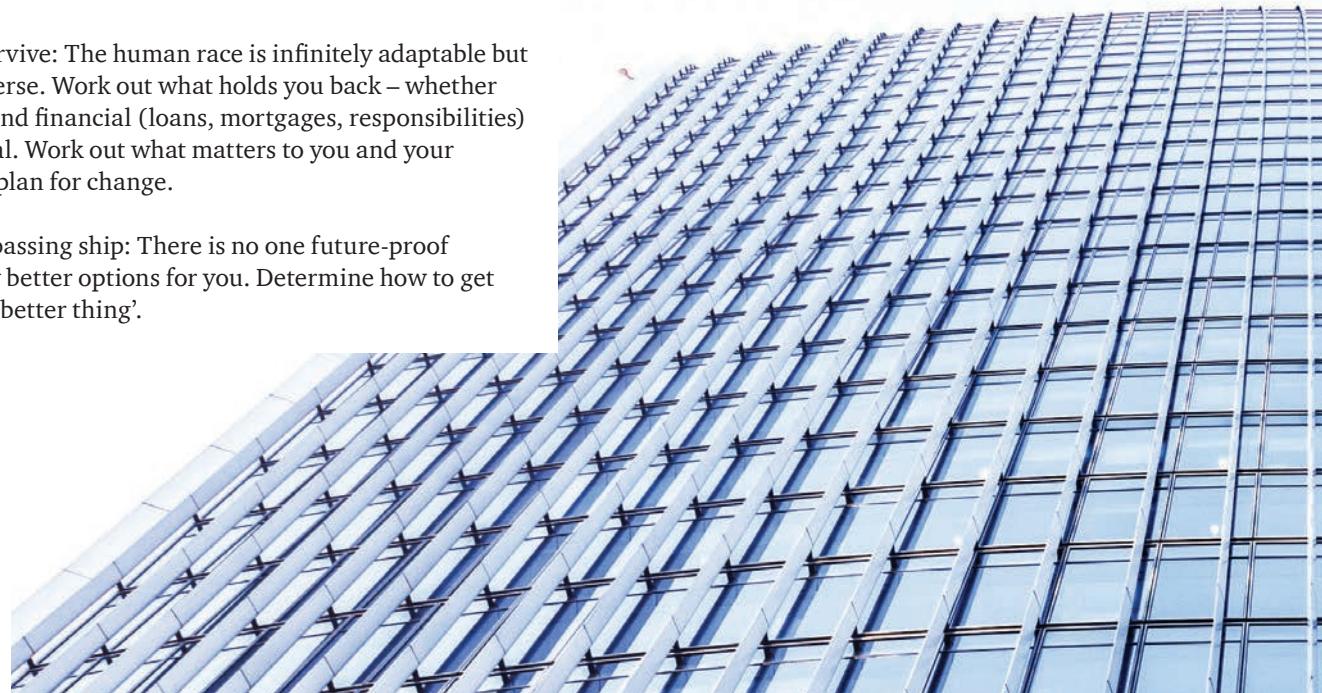 rvive: The human race is infinitely adaptable but
erse. Work out what holds you back – whether
nd financial (loans, mortgages, responsibilities)
al. Work out what matters to you and your
plan for change.
passing ship: There is no one future-proof
better options for you. Determine how to get
better thing’.